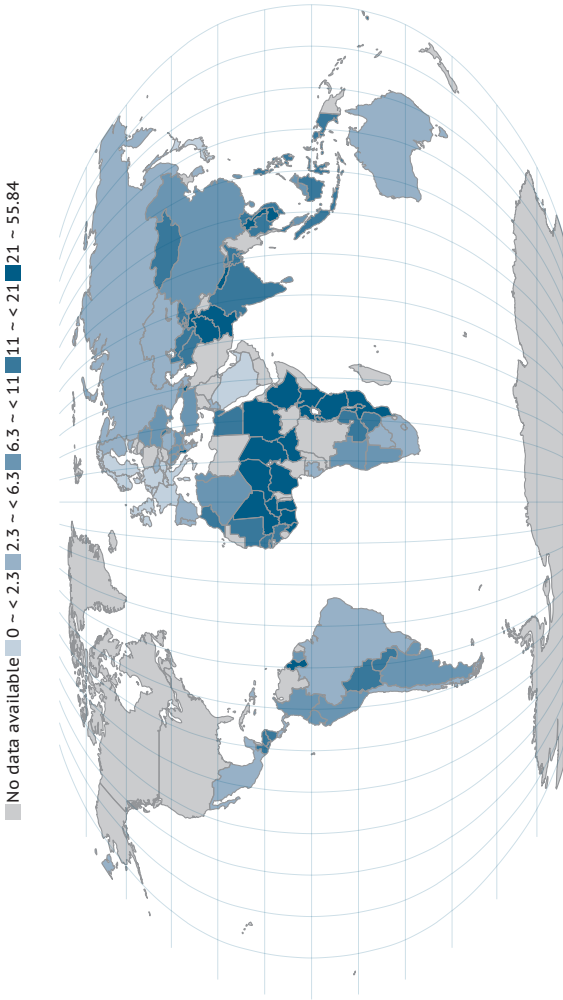 No data available 0 ~ < 2.3 2.3 ~ < 6.3 6.3 ~ < 11 11 ~ < 21 21 ~ 55.84